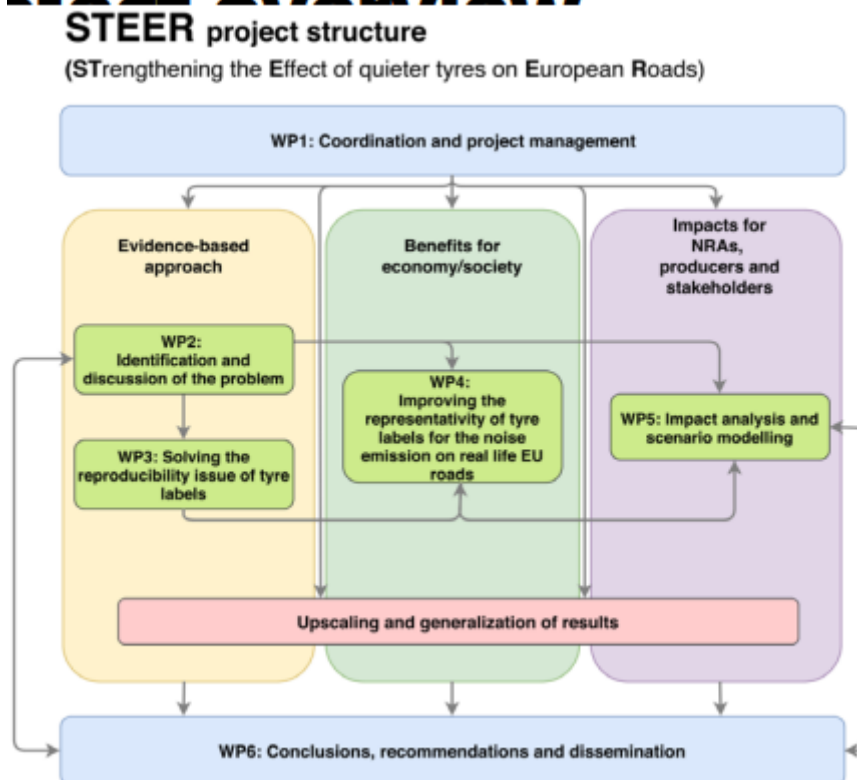 STEER project structure
(STrengthening the Effect of quieter tyres on European Roads)
WP1: Coordination and project management
Evidence-based
approach
Benefits for
economy/society
Impacts for
NRAs,
producers and
stakeholders
WP2:
Identification and
discussion of the problem
WP3: Solving the
reproducibility issue of tyre
labels
WP4:
Improving the
representativity of tyre
labels for the noise
emission on real life EU
roads
WP5: Impact analysis and
scenario modelling
Upscaling and generalization of results
WP6: Conclusions, recommendations and dissemination